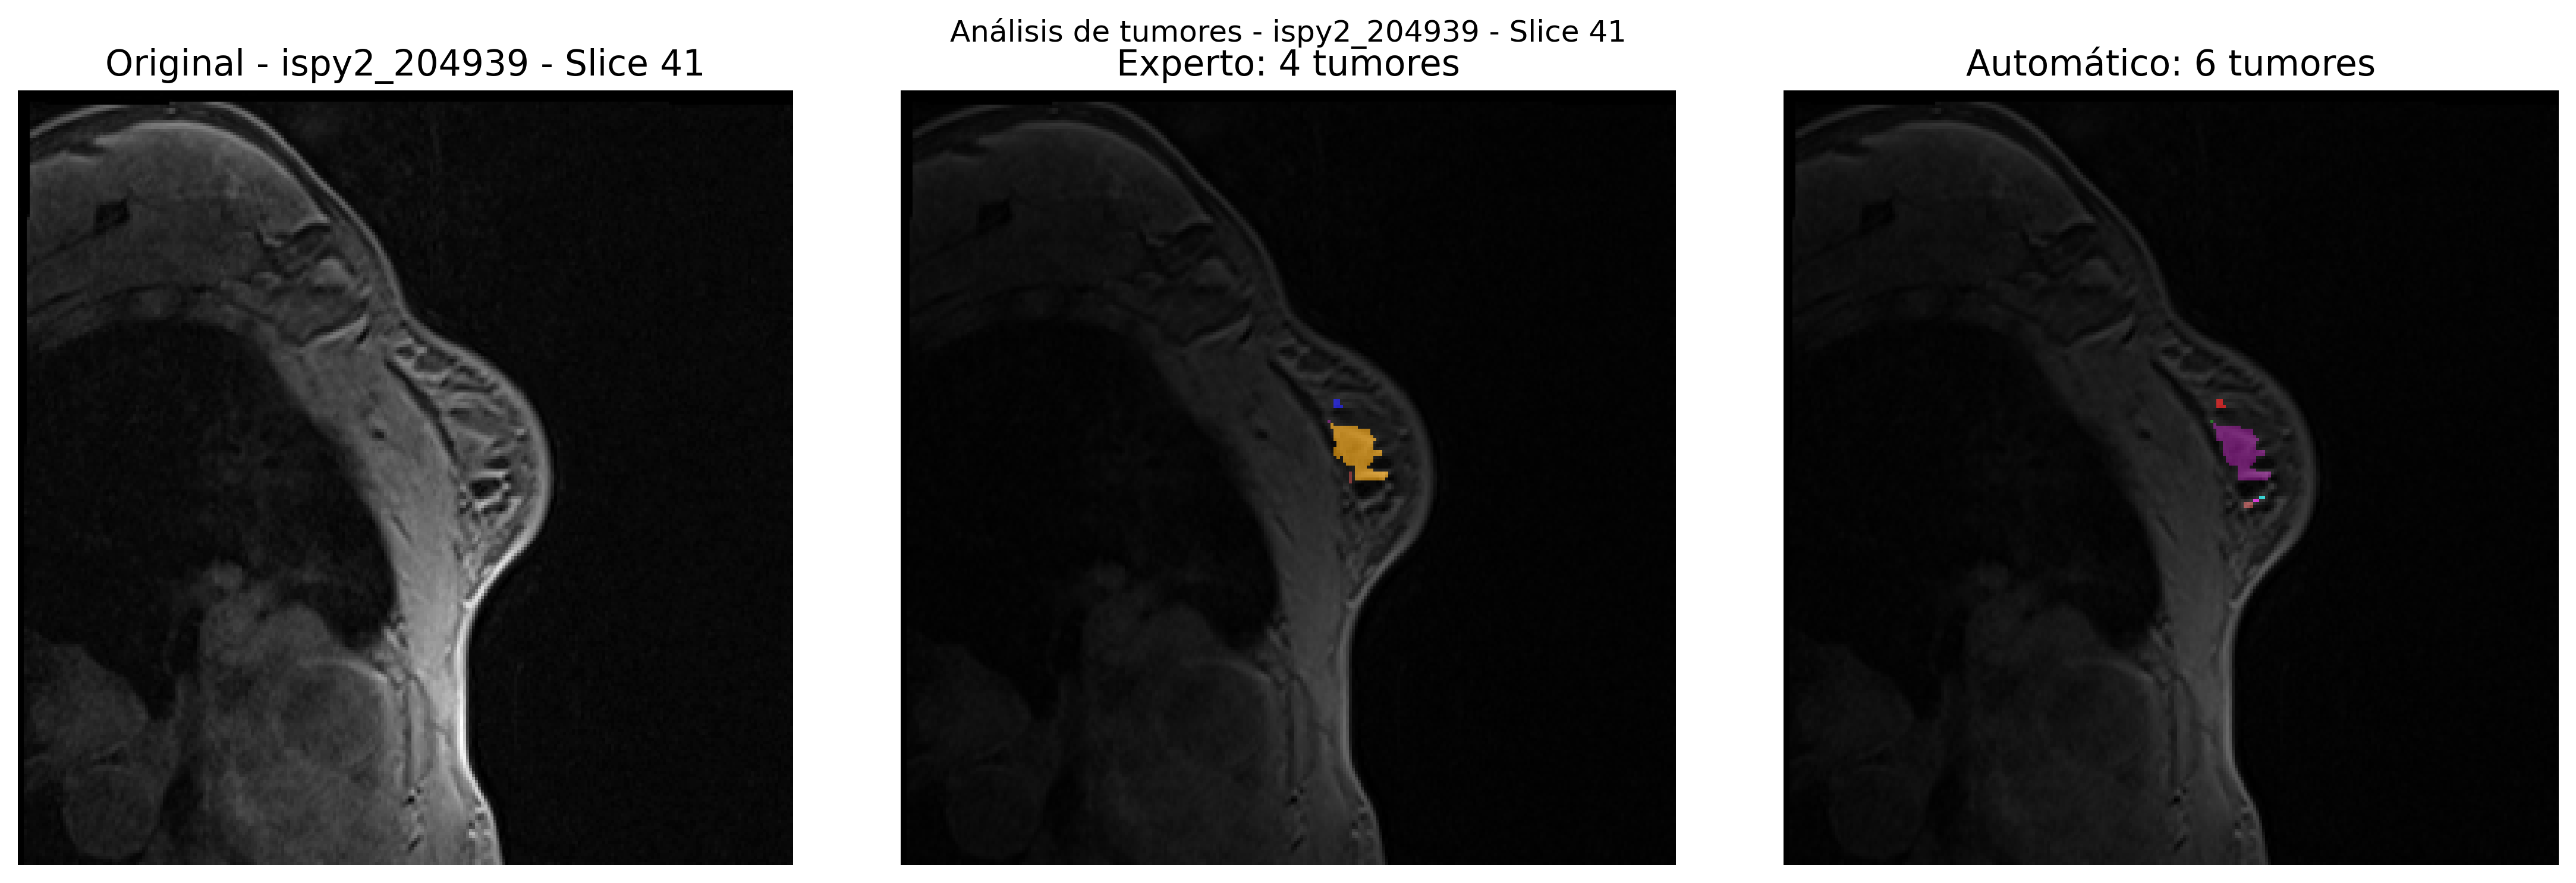 Análisis de tumores - ispy2_204939 - Slice 41
Original - ispy2_204939 - Slice 41
Experto: 4 tumores
Automático: 6 tumores